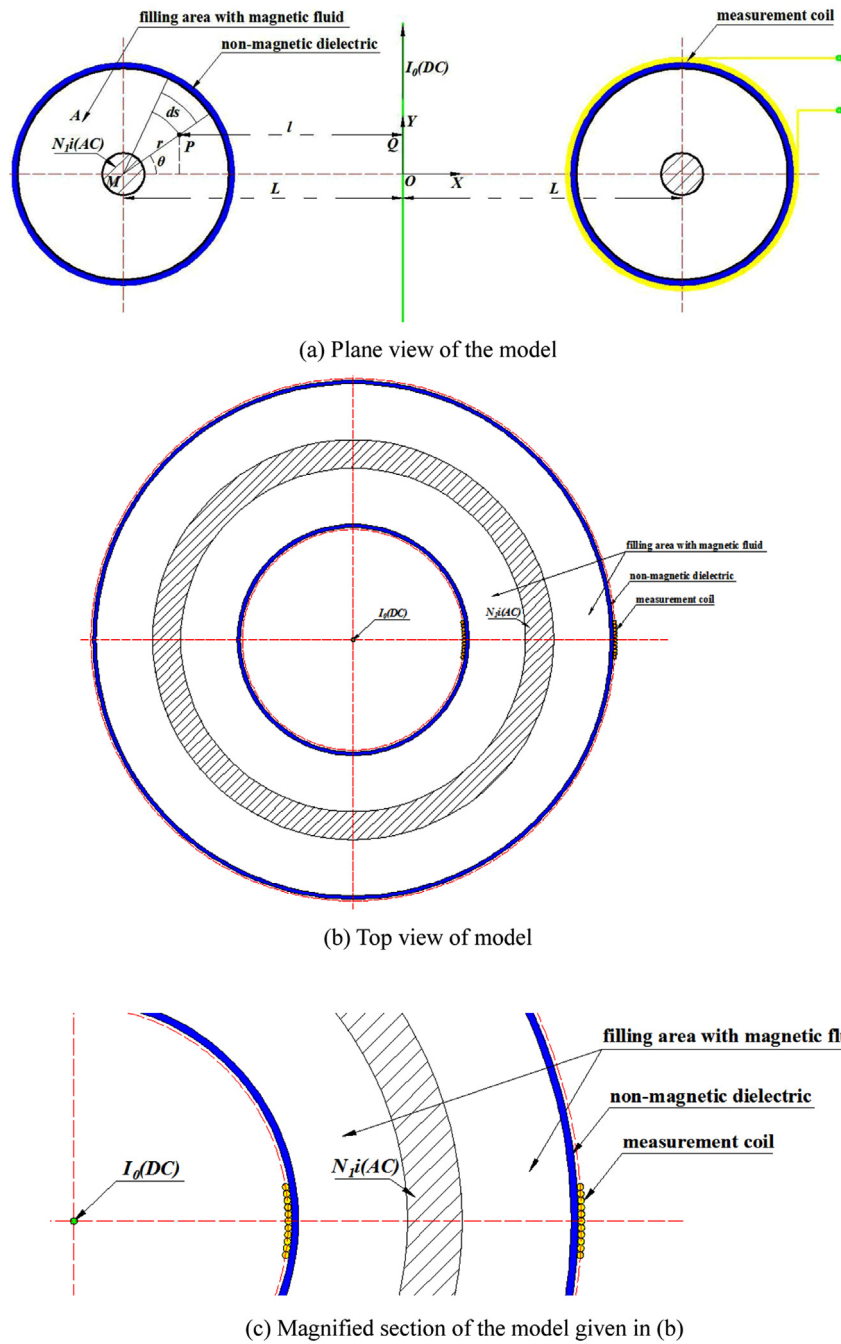 filling area with magnetic fluid
non-magnetic dielectric
measurement coil
I₀(DC)
A
ds
l
Y
N₁i(AC)
r
P
Q
θ
M
O
X
L
L
(a) Plane view of the model
filling area with magnetic fluid
non-magnetic dielectric
measurement coil
N₁i(AC)
I₀(DC)
(b) Top view of model
filling area with magnetic flu
non-magnetic dielectric
measurement coil
N₁i(AC)
I₀(DC)
(c) Magnified section of the model given in (b)